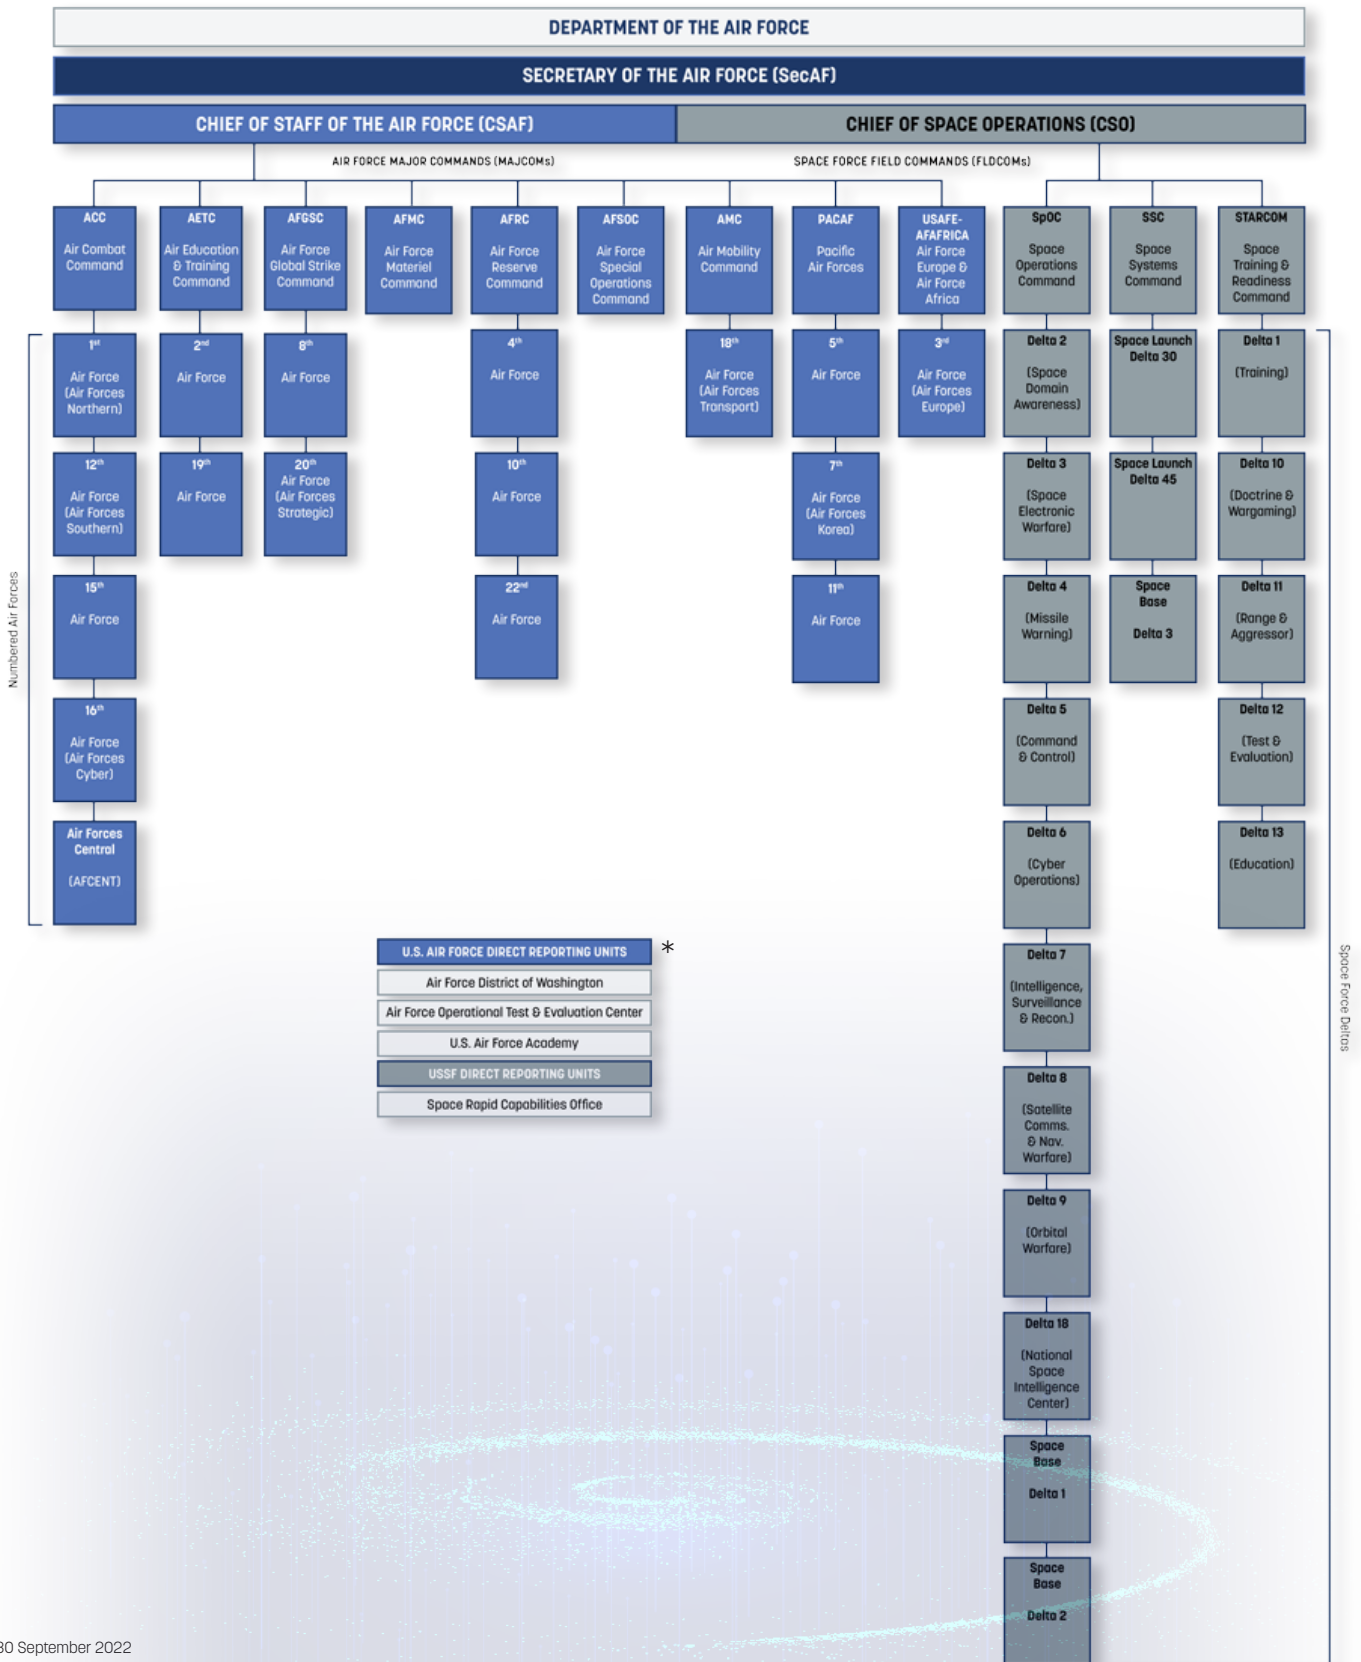 DEPARTMENT OF THE AIR FORCE
SECRETARY OF THE AIR FORCE (SecAF)
CHIEF OF STAFF OF THE AIR FORCE (CSAF)
CHIEF OF SPACE OPERATIONS (CSO)
AIR FORCE MAJOR COMMANDS (MAJCOMs)
SPACE FORCE FIELD COMMANDS (FLDCOMs)
ACC
Air Combat
Command
AETC
Air Education
& Training
Command
AFGSC
Air Force
Global Strike
Command
AFMC
Air Force
Materiel
Command
AFRC
Air Force
Reserve
Command
AFSOC
Air Force
Special
Operations
Command
AMC
Air Mobility
Command
PACAF
Pacific
Air Forces
USAFE-
AFAFRICA
Air Force
Europe &
Air Force
Africa
SpOC
Space
Operations
Command
SSC
Space
Systems
Command
STARCOM
Space
Training &
Readiness
Command
Numbered Air Forces
1st
Air Force
(Air Forces
Northern)
12th
Air Force
(Air Forces
Southern)
15th
Air Force
16th
Air Force
(Air Forces
Cyber)
Air Forces
Central
(AFCENT)
2nd
Air Force
19th
Air Force
8th
Air Force
20th
Air Force
(Air Forces
Strategic)
4th
Air Force
10th
Air Force
22nd
Air Force
18th
Air Force
(Air Forces
Transport)
5th
Air Force
7th
Air Force
(Air Forces
Korea)
11th
Air Force
3rd
Air Force
(Air Forces
Europe)
Delta 2
(Space
Domain
Awareness)
Delta 3
(Space
Electronic
Warfare)
Delta 4
(Missile
Warning)
Delta 5
(Command
& Control)
Delta 6
(Cyber
Operations)
Delta 7
(Intelligence,
Surveillance
& Recon.)
Delta 8
(Satellite
Comms.
& Nav.
Warfare)
Delta 9
(Orbital
Warfare)
Delta 18
(National
Space
Intelligence
Center)
Space
Base
Delta 1
Space
Base
Delta 2
Space Launch
Delta 30
Space Launch
Delta 45
Space
Base
Delta 3
Delta 1
(Training)
Delta 10
(Doctrine &
Wargaming)
Delta 11
(Range &
Aggressor)
Delta 12
(Test &
Evaluation)
Delta 13
(Education)
Space Force Deltas
U.S. AIR FORCE DIRECT REPORTING UNITS *
Air Force District of Washington
Air Force Operational Test & Evaluation Center
U.S. Air Force Academy
USSF DIRECT REPORTING UNITS
Space Rapid Capabilities Office
30 September 2022